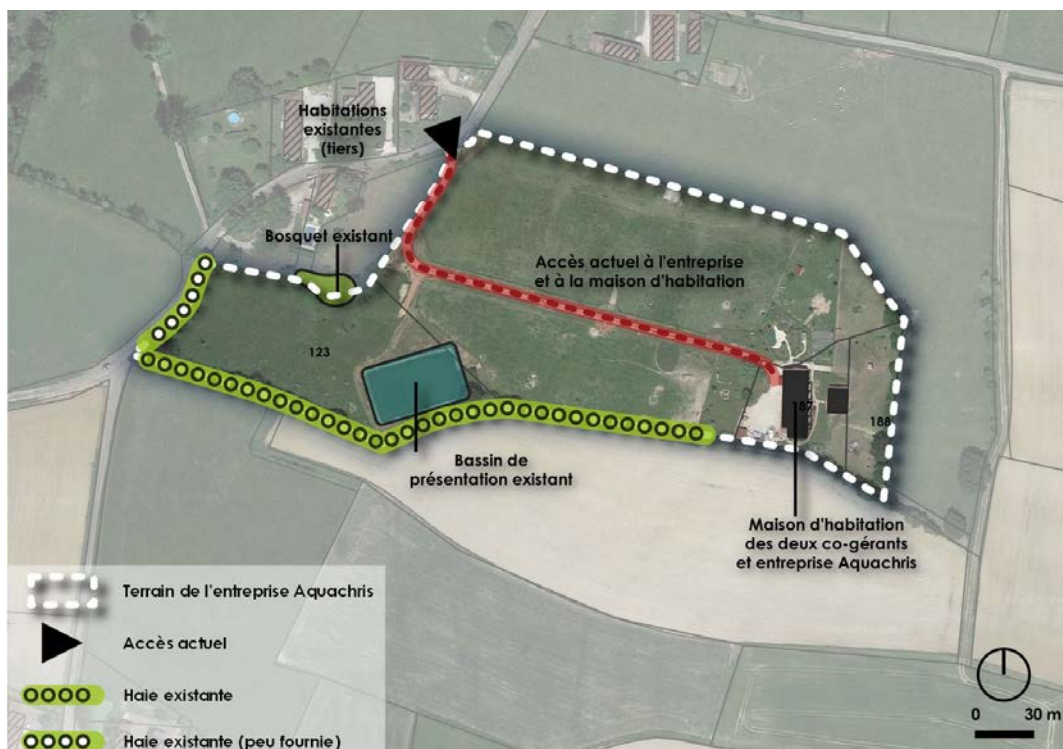 Habitations
existantes
(tiers)
Bosquet existant
Accès actuel à l'entreprise
et à la maison d'habitation
123
187
188
Bassin de
présentation existant
Maison d'habitation
des deux co-gérants
et entreprise Aquachris
Terrain de l'entreprise Aquachris
Accès actuel
Haie existante
Haie existante (peu fournie)
0 30 m